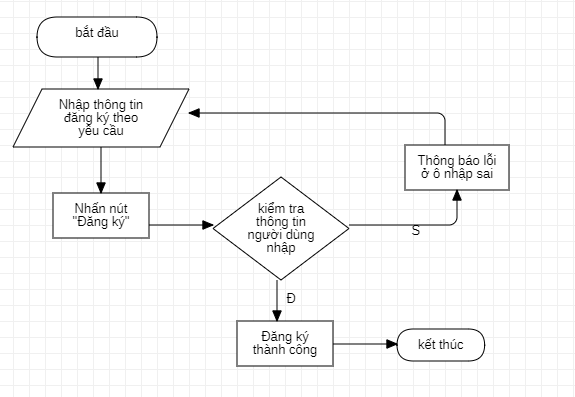 bắt đầu
Nhập thông tin
đăng ký theo
yêu cầu
Nhấn nút
"Đăng ký"
kiểm tra
thông tin
người dùng
nhập
S
Thông báo lỗi
ở ô nhập sai
Đ
Đăng ký
thành công
kết thúc